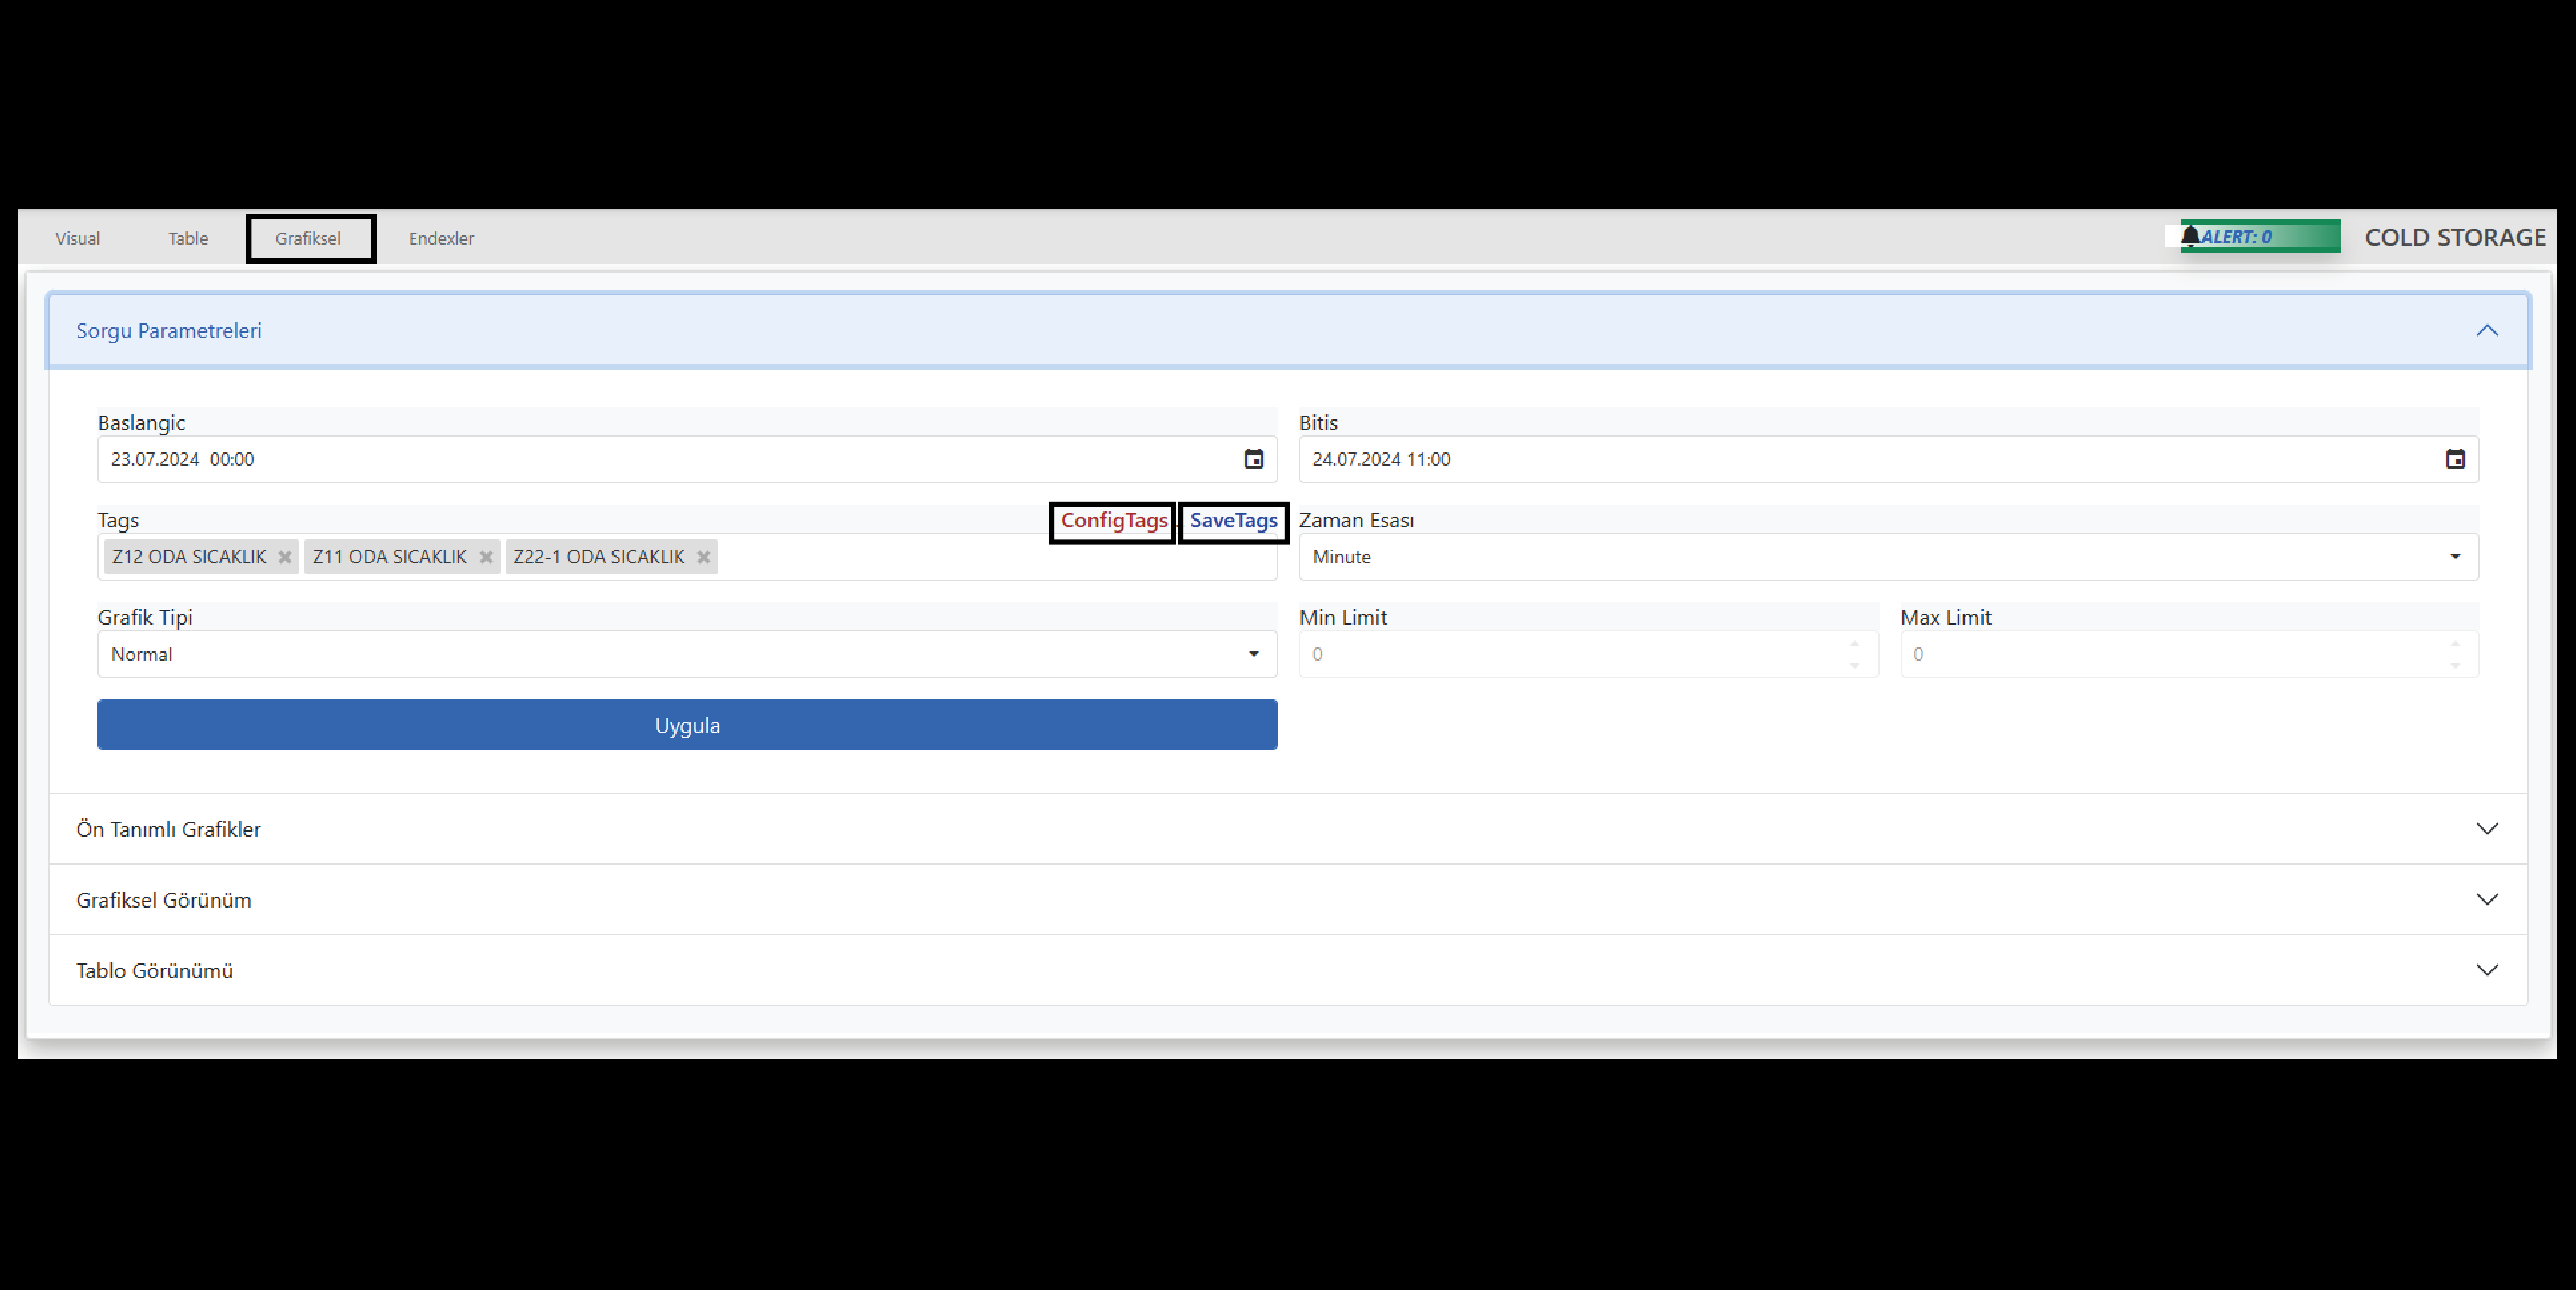 Visual Table Grafiksel Endexler ALERT: 0 COLD STORAGE
Sorgu Parametreleri
Baslangic Bitis
23.07.2024 00:00 24.07.2024 11:00
Tags ConfigTags SaveTags Zaman Esası
Z12 ODA SICAKLIK Z11 ODA SICAKLIK Z22-1 ODA SICAKLIK Minute
Grafik Tipi Min Limit Max Limit
Normal 0 0
Uygula
Ön Tanımlı Grafikler
Grafiksel Görünüm
Tablo Görünümü